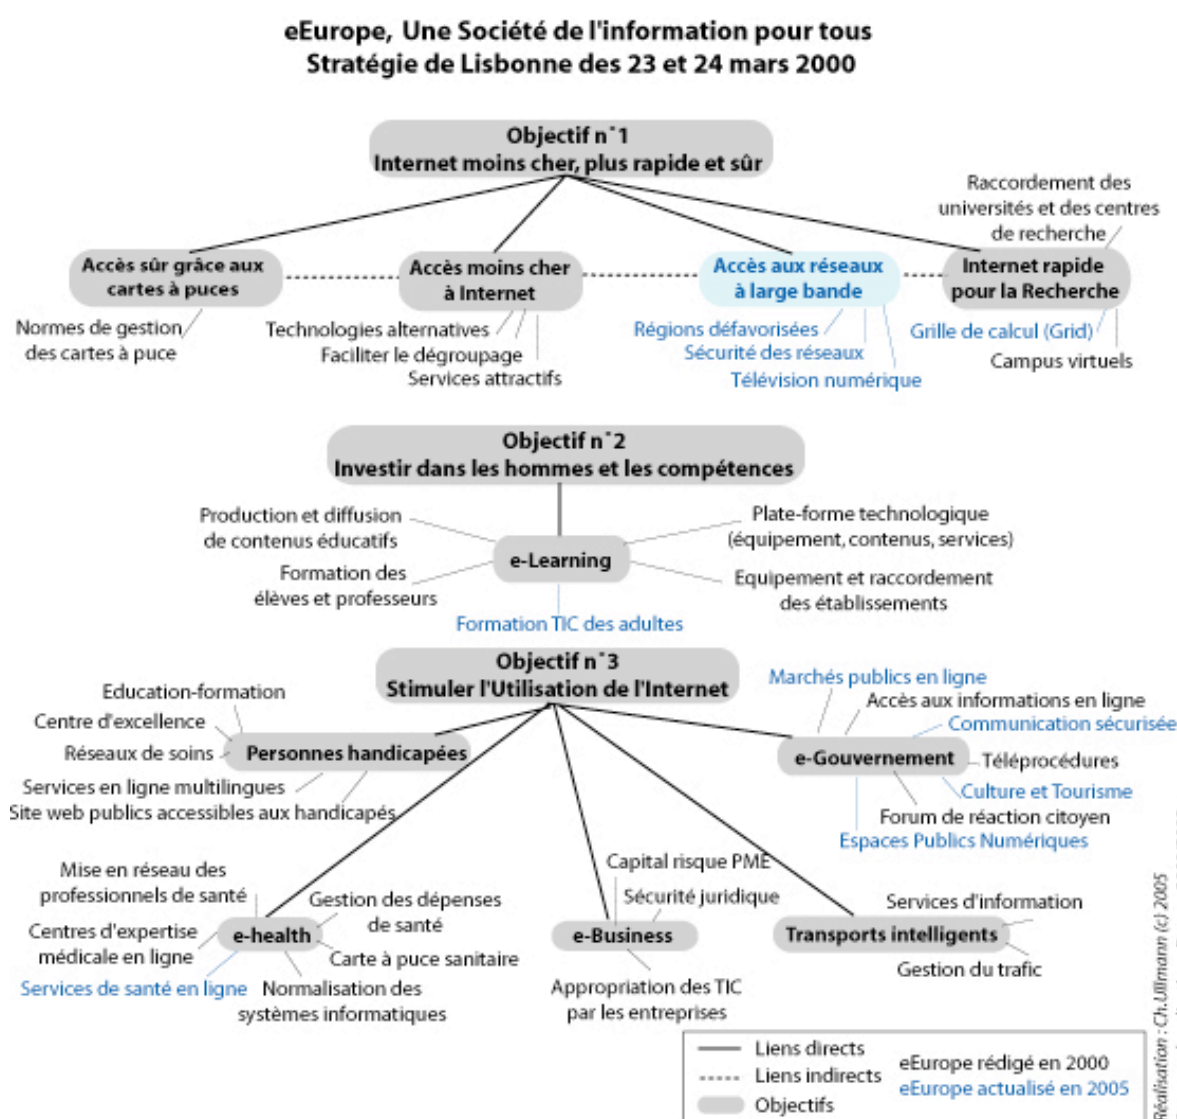 eEurope, Une Société de l'information pour tous
Stratégie de Lisbonne des 23 et 24 mars 2000
Objectif n°1
Internet moins cher, plus rapide et sûr
Raccordement des
universités et des centres
de recherche
Accès sûr grâce aux
cartes à puces
Accès moins cher
à Internet
Accès aux réseaux
à large bande
Internet rapide
pour la Recherche
Normes de gestion
des cartes à puce
Technologies alternatives
Faciliter le dégroupage
Services attractifs
Régions défavorisées
Sécurité des réseaux
Télévision numérique
Grille de calcul (Grid)
Campus virtuels
Objectif n°2
Investir dans les hommes et les compétences
Production et diffusion
de contenus éducatifs
Plate-forme technologique
(équipement, contenus, services)
e-Learning
Formation des
élèves et professeurs
Equipement et raccordement
des établissements
Formation TIC des adultes
Objectif n°3
Stimuler l'Utilisation de l'Internet
Education-formation
Centre d'excellence
Réseaux de soins
Personnes handicapées
Services en ligne multilingues
Site web publics accessibles aux handicapés
Marchés publics en ligne
Accès aux informations en ligne
Communication sécurisée
e-Gouvernement
Téléprocédures
Culture et Tourisme
Forum de réaction citoyen
Espaces Publics Numériques
Mise en réseau des
professionnels de santé
Gestion des dépenses
de santé
e-health
Centres d'expertise
médicale en ligne
Carte à puce sanitaire
Services de santé en ligne
Normalisation des
systèmes informatiques
Capital risque PME
Sécurité juridique
e-Business
Appropriation des TIC
par les entreprises
Services d'information
Transports intelligents
Gestion du trafic
Liens directs
Liens indirects
Objectifs
eEurope rédigé en 2000
eEurope actualisé en 2005
Réalisation : Ch.Ullmann (c) 2005